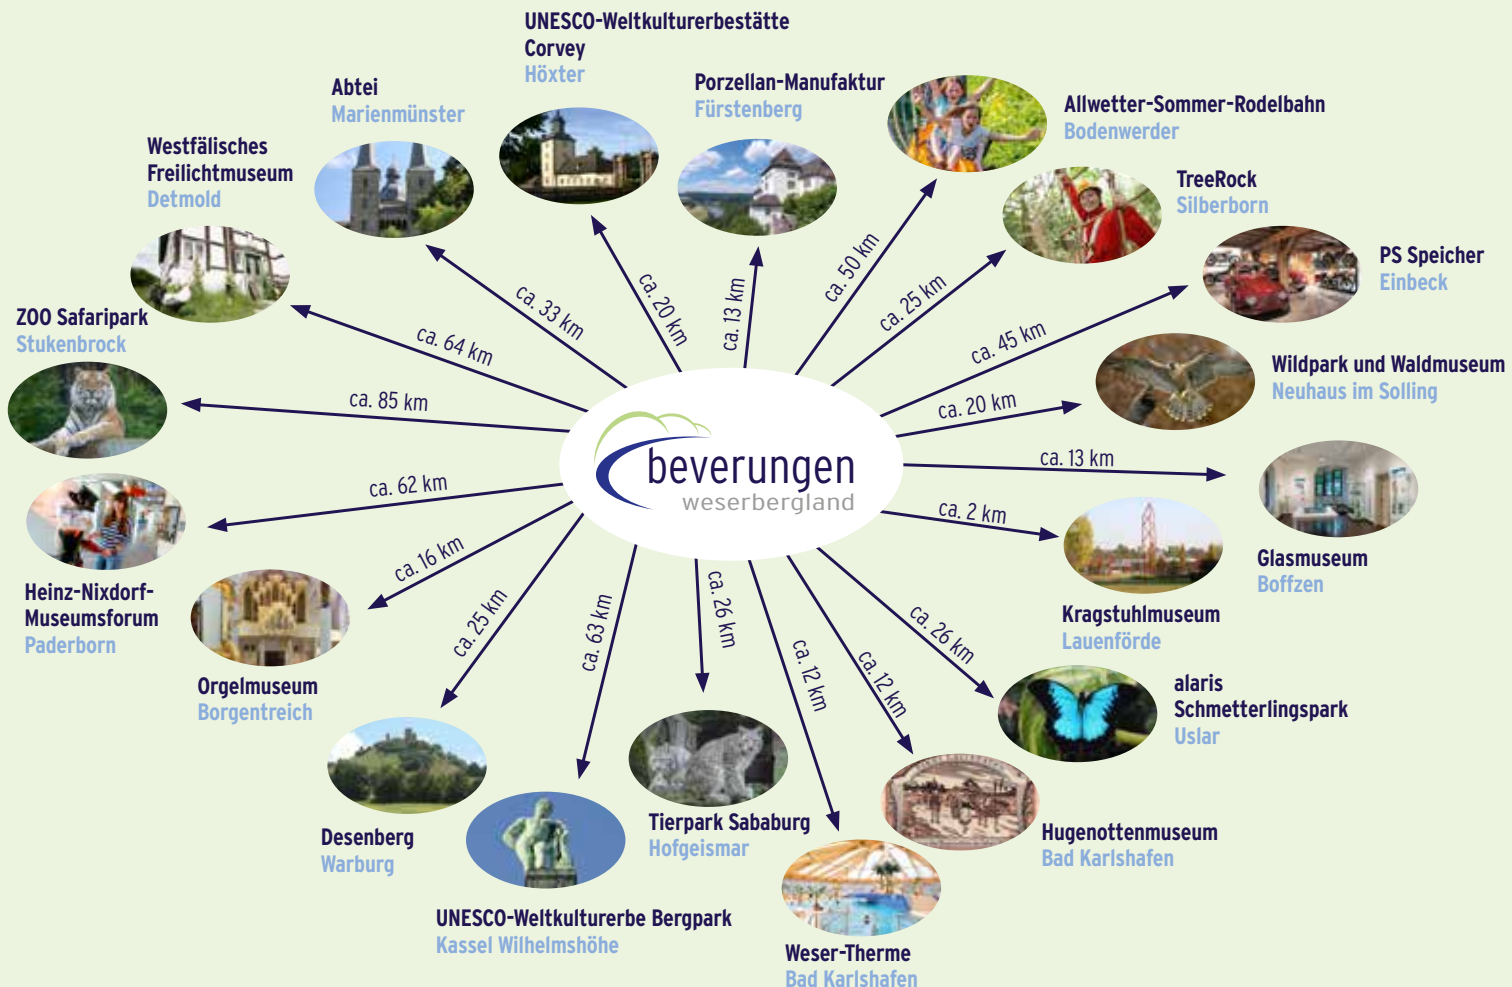 UNESCO-Weltkulturerbestätte
Corvey
Höxter
Abtei
Marienmünster
Porzellan-Manufaktur
Fürstenberg
Allwetter-Sommer-Rodelbahn
Bodenwerder
Westfälisches
Freilichtmuseum
Detmold
TreeRock
Silberborn
PS Speicher
Einbeck
ZOO Safaripark
Stukenbrock
Wildpark und Waldmuseum
Neuhaus im Solling
ca. 33 km
ca. 20 km
ca. 13 km
ca. 50 km
ca. 25 km
ca. 45 km
ca. 64 km
ca. 85 km
ca. 20 km
ca. 13 km
ca. 62 km
beverungen
weserbergland
ca. 2 km
ca. 16 km
ca. 25 km
ca. 63 km
ca. 26 km
ca. 12 km
ca. 12 km
ca. 26 km
Glasmuseum
Boffzen
Heinz-Nixdorf-
Museumsforum
Paderborn
Kragstuhlmuseum
Lauenförde
Orgelmuseum
Borgentreich
alaris
Schmetterlingspark
Uslar
Desenberg
Warburg
Tierpark Sababurg
Hofgeismar
Hugenottenmuseum
Bad Karlshafen
UNESCO-Weltkulturerbe Bergpark
Kassel Wilhelmshöhe
Weser-Therme
Bad Karlshafen